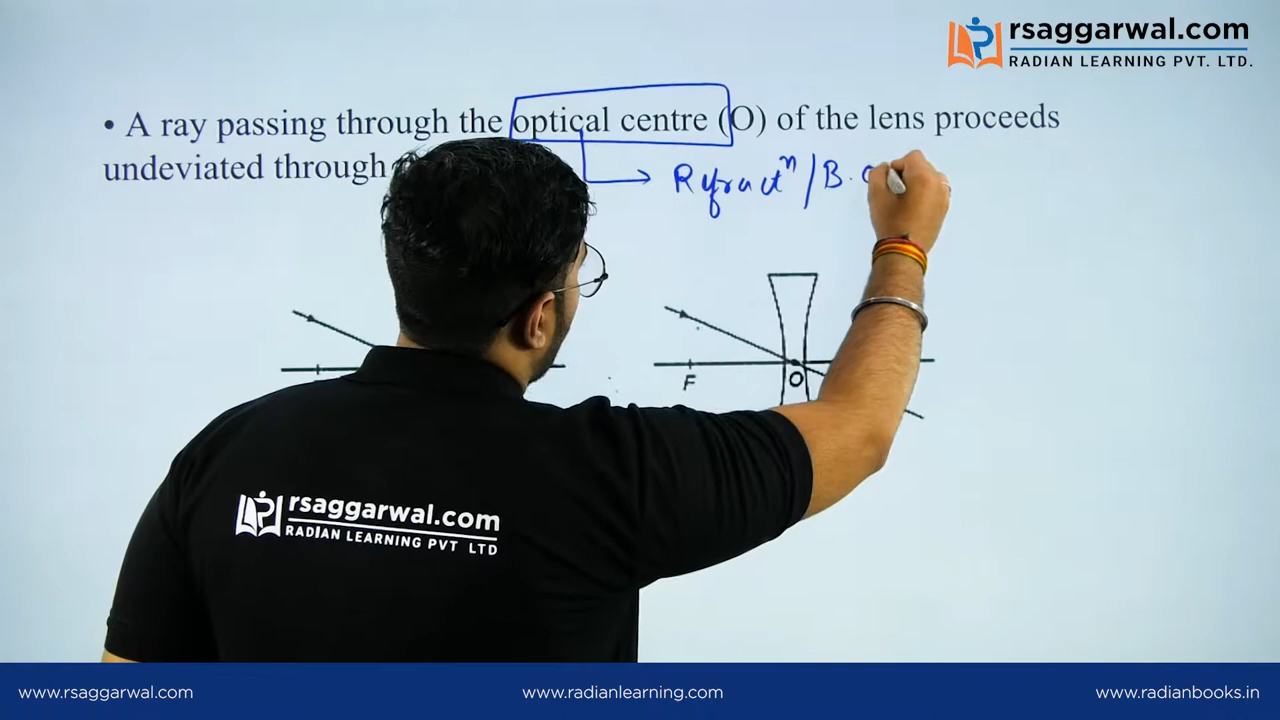 rsaggarwal.com
RADIAN LEARNING PVT. LTD.
• A ray passing through the optical centre (O) of the lens proceeds
undeviated through
Refractⁿ / B.
F
O
rsaggarwal.com
RADIAN LEARNING PVT LTD
www.rsaggarwal.com www.radianlearning.com www.radianbooks.in